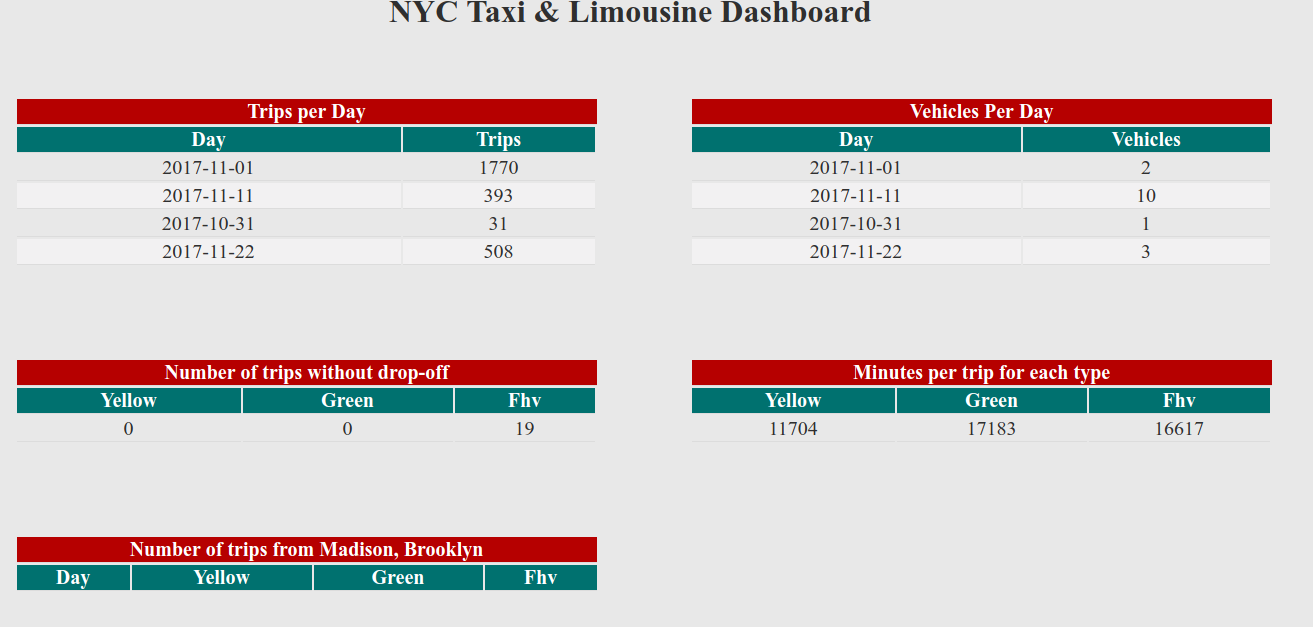 NYC Taxi & Limousine Dashboard
Trips per Day
Day Trips
2017-11-01 1770
2017-11-11 393
2017-10-31 31
2017-11-22 508
Vehicles Per Day
Day Vehicles
2017-11-01 2
2017-11-11 10
2017-10-31 1
2017-11-22 3
Number of trips without drop-off
Yellow Green Fhv
0 0 19
Minutes per trip for each type
Yellow Green Fhv
11704 17183 16617
Number of trips from Madison, Brooklyn
Day Yellow Green Fhv